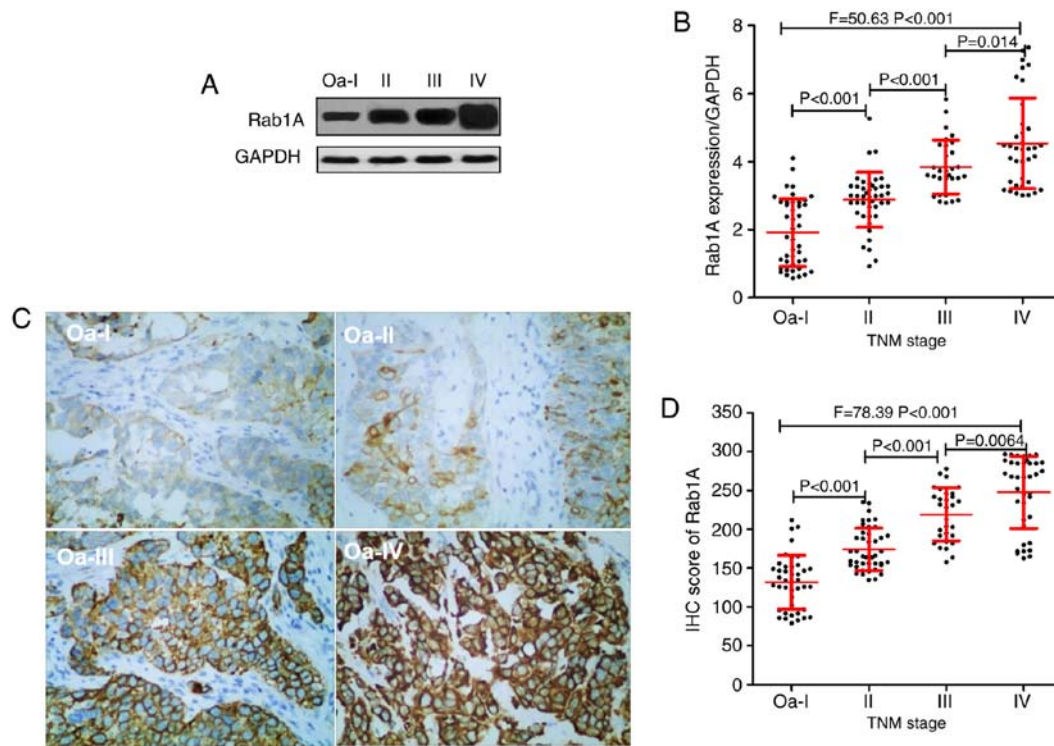 A
Oa-I II III IV
Rab1A
GAPDH
B
F=50.63 P<0.001
P=0.014
P<0.001
P<0.001
Rab1A expression/GAPDH
8
6
4
2
0
Oa-I II III IV
TNM stage
C
Oa-I
Oa-II
Oa-III
Oa-IV
D
F=78.39 P<0.001
P=0.0064
P<0.001
P<0.001
IHC score of Rab1A
350
300
250
200
150
100
50
0
Oa-I II III IV
TNM stage